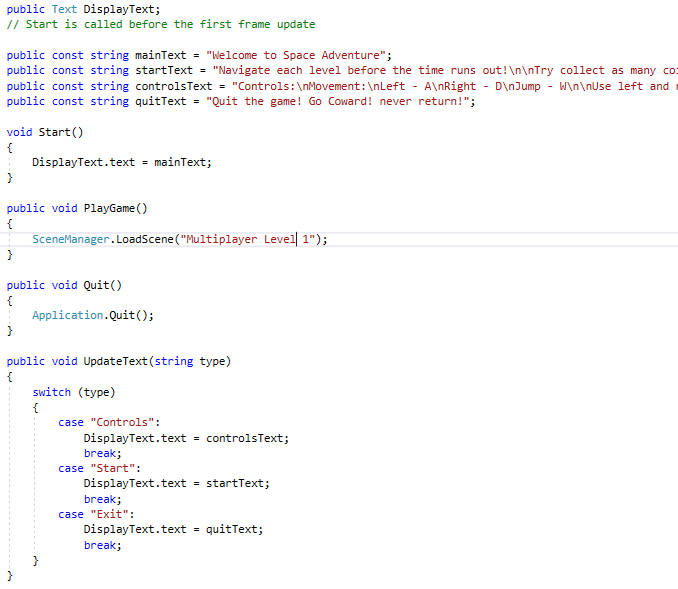 public Text DisplayText;
// Start is called before the first frame update
public const string mainText = "Welcome to Space Adventure";
public const string startText = "Navigate each level before the time runs out!\n\nTry collect as many
public const string controlsText = "Controls:\nMovement:\nLeft - A\nRight - D\nJump - W\n\nUse left and
public const string quitText = "Quit the game! Go Coward! never return!";
void Start()
{
DisplayText.text = mainText;
}
public void PlayGame()
{
SceneManager.LoadScene("Multiplayer Level 1");
}
public void Quit()
{
Application.Quit();
}
public void UpdateText(string type)
{
switch (type)
{
case "Controls":
DisplayText.text = controlsText;
break;
case "Start":
DisplayText.text = startText;
break;
case "Exit":
DisplayText.text = quitText;
break;
}
}